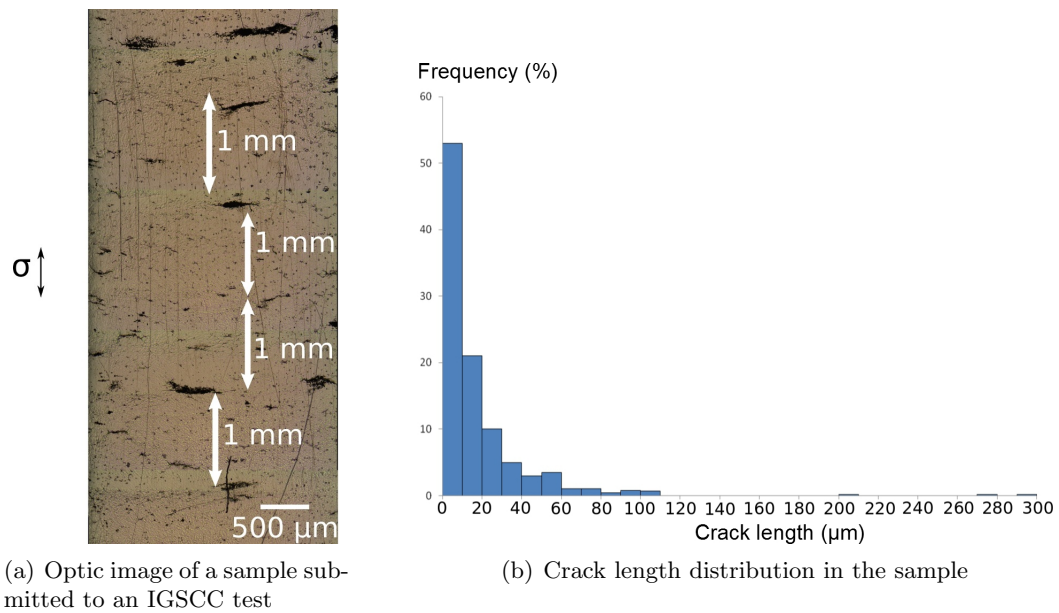 1 mm
1 mm
σ
1 mm
1 mm
500 μm
(a) Optic image of a sample sub-
mitted to an IGSCC test
Frequency (%)
60
50
40
30
20
10
0
0 20 40 60 80 100 120 140 160 180 200 220 240 260 280 300
Crack length (μm)
(b) Crack length distribution in the sample